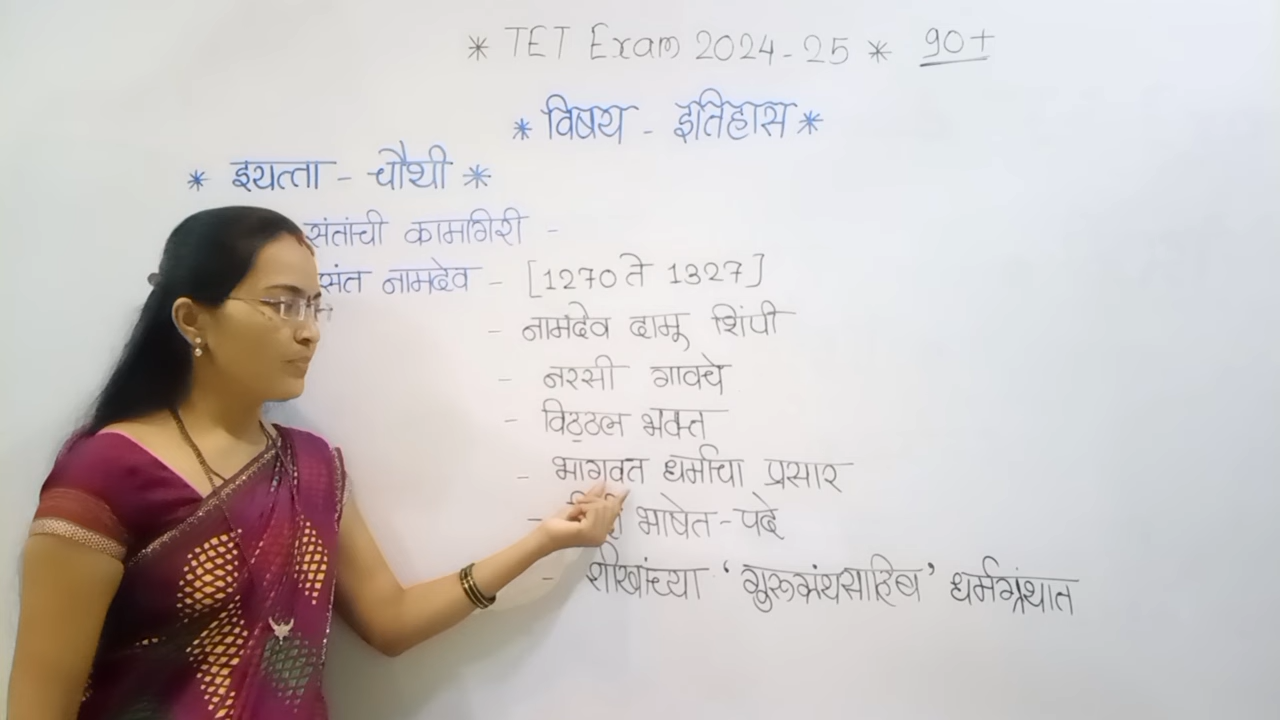 * TET Exam 2024-25 * 90+
* विषय - इतिहास *
* इयत्ता - चौथी *
संतांची कामगिरी -
संत नामदेव - [1270 ते 1327]
- नामदेव दामू शिंपी
- नरसी गावचे
- विठ्ठल भक्त
- भागवत धर्माचा प्रसार
- भाषेत - पदे
- शीखांच्या ' गुरूग्रंथसाहिब ' धर्मग्रंथात